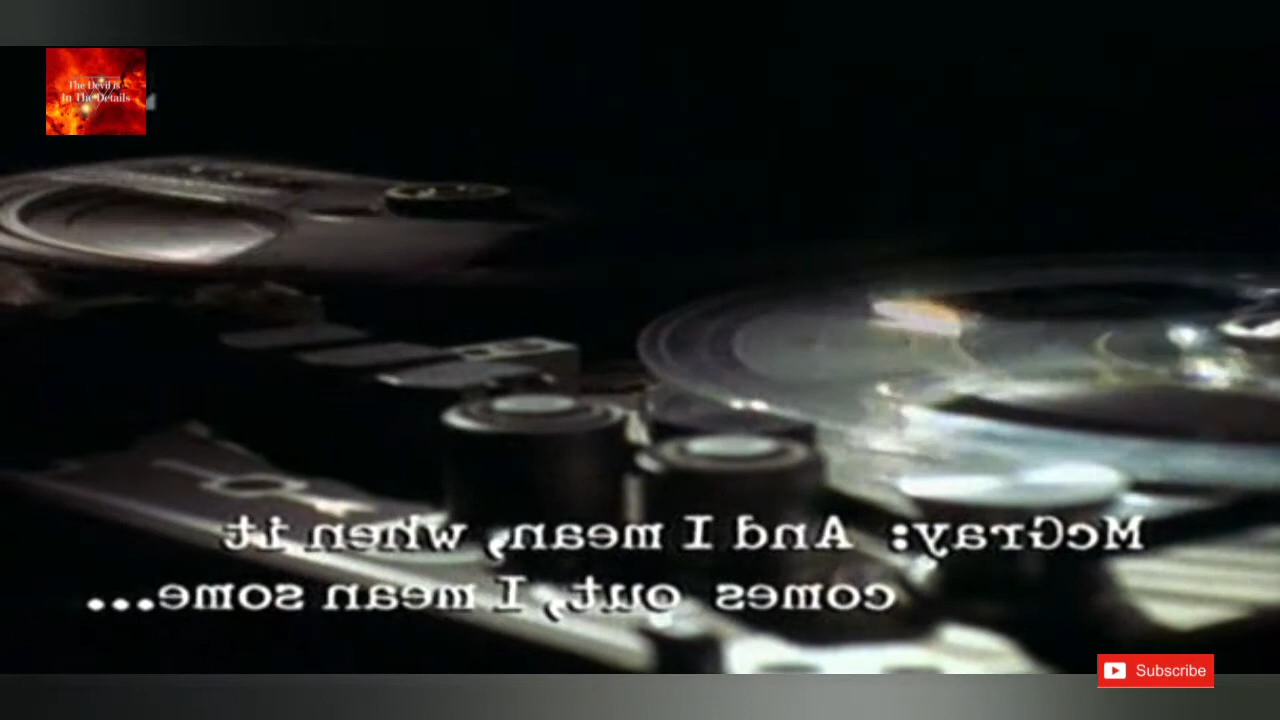 The Devil is
In The Details
McGray: And I mean, when it
comes out, I mean some...
Subscribe